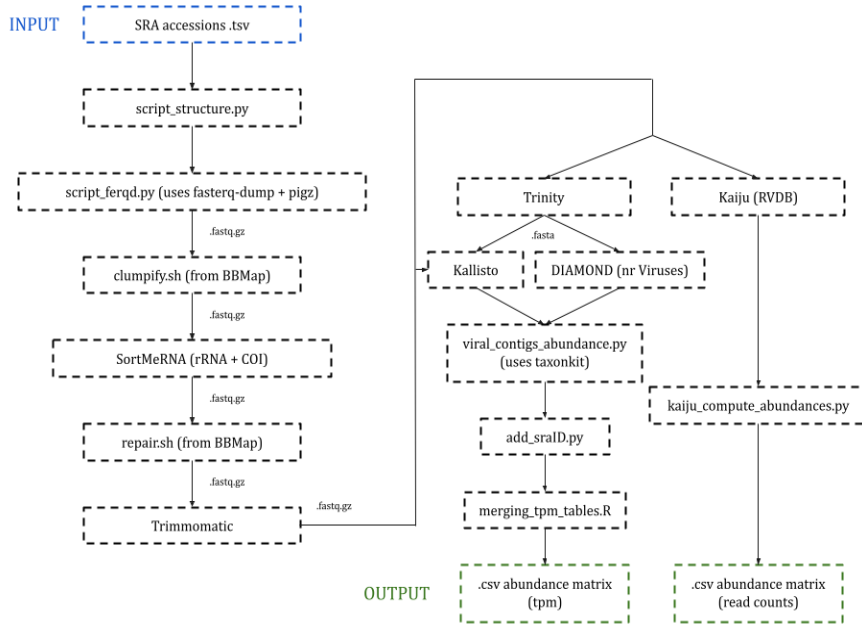 INPUT
SRA accessions .tsv
script_structure.py
script_ferqd.py (uses fasterq-dump + pigz)
.fastq.gz
clumpify.sh (from BBMap)
.fastq.gz
SortMeRNA (rRNA + COI)
.fastq.gz
repair.sh (from BBMap)
.fastq.gz
Trimmomatic
.fastq.gz
Trinity
Kaiju (RVDB)
.fasta
Kallisto
DIAMOND (nr Viruses)
viral_contigs_abundance.py
(uses taxonkit)
kaiju_compute_abundances.py
add_sraID.py
merging_tpm_tables.R
OUTPUT
.csv abundance matrix
(tpm)
.csv abundance matrix
(read counts)